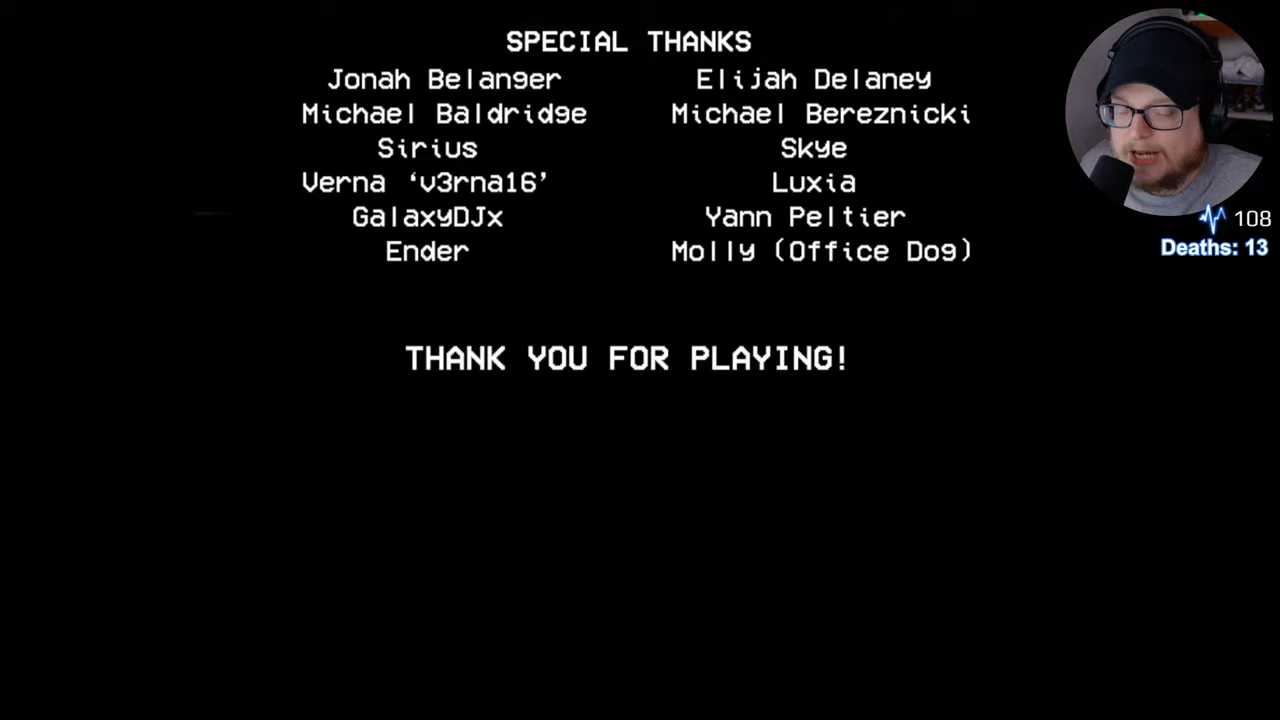 SPECIAL THANKS
Jonah Belanger Elijah Delaney
Michael Baldridge Michael Bereznicki
Sirius Skye
Verna ‘v3rna16’ Luxia
GalaxyDJx Yann Peltier
Ender Molly (Office Dog)
THANK YOU FOR PLAYING!
108
Deaths: 13